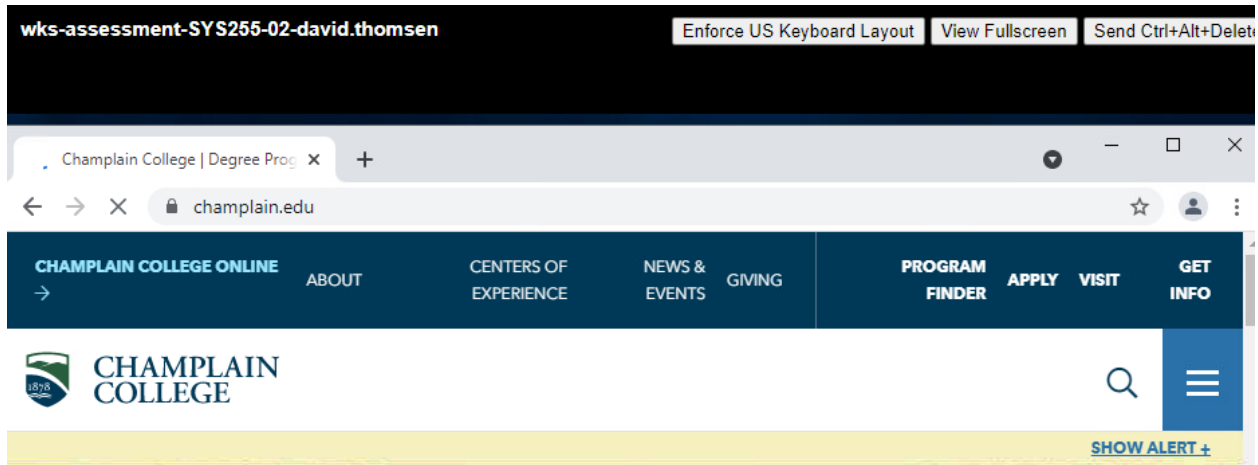 wks-assessment-SYS255-02-david.thomsen Enforce US Keyboard Layout View Fullscreen Send Ctrl+Alt+Delete
Champlain College | Degree Prog
champlain.edu
CHAMPLAIN COLLEGE ONLINE → ABOUT CENTERS OF EXPERIENCE NEWS & EVENTS GIVING PROGRAM FINDER APPLY VISIT GET INFO
1878
CHAMPLAIN
COLLEGE
SHOW ALERT +